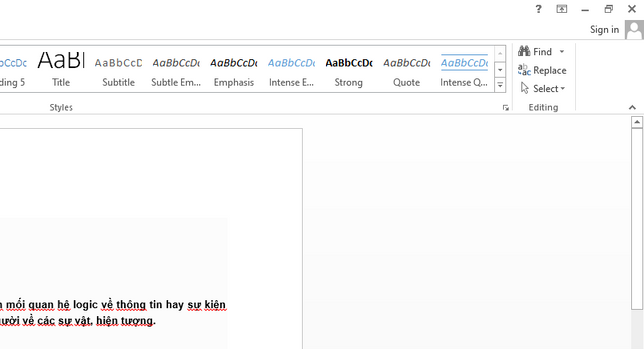 ?
Sign in
AaBbCcDc AaBl AaBbCcD AaBbCcDc AaBbCcDc AaBbCcDc AaBbCcDc AaBbCcDc AaBbCcDc
ding 5 Title Subtitle Subtle Em... Emphasis Intense E... Strong Quote Intense Q...
Find
Replace
Select
Styles Editing
mối quan hệ logic về thông tin hay sự kiện
ười về các sự vật, hiện tượng.